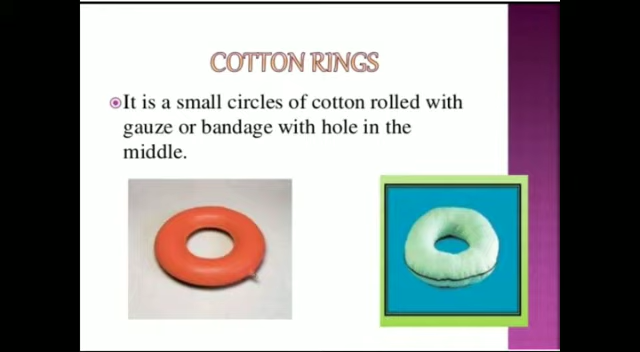 COTTON RINGS
It is a small circles of cotton rolled with
gauze or bandage with hole in the
middle.